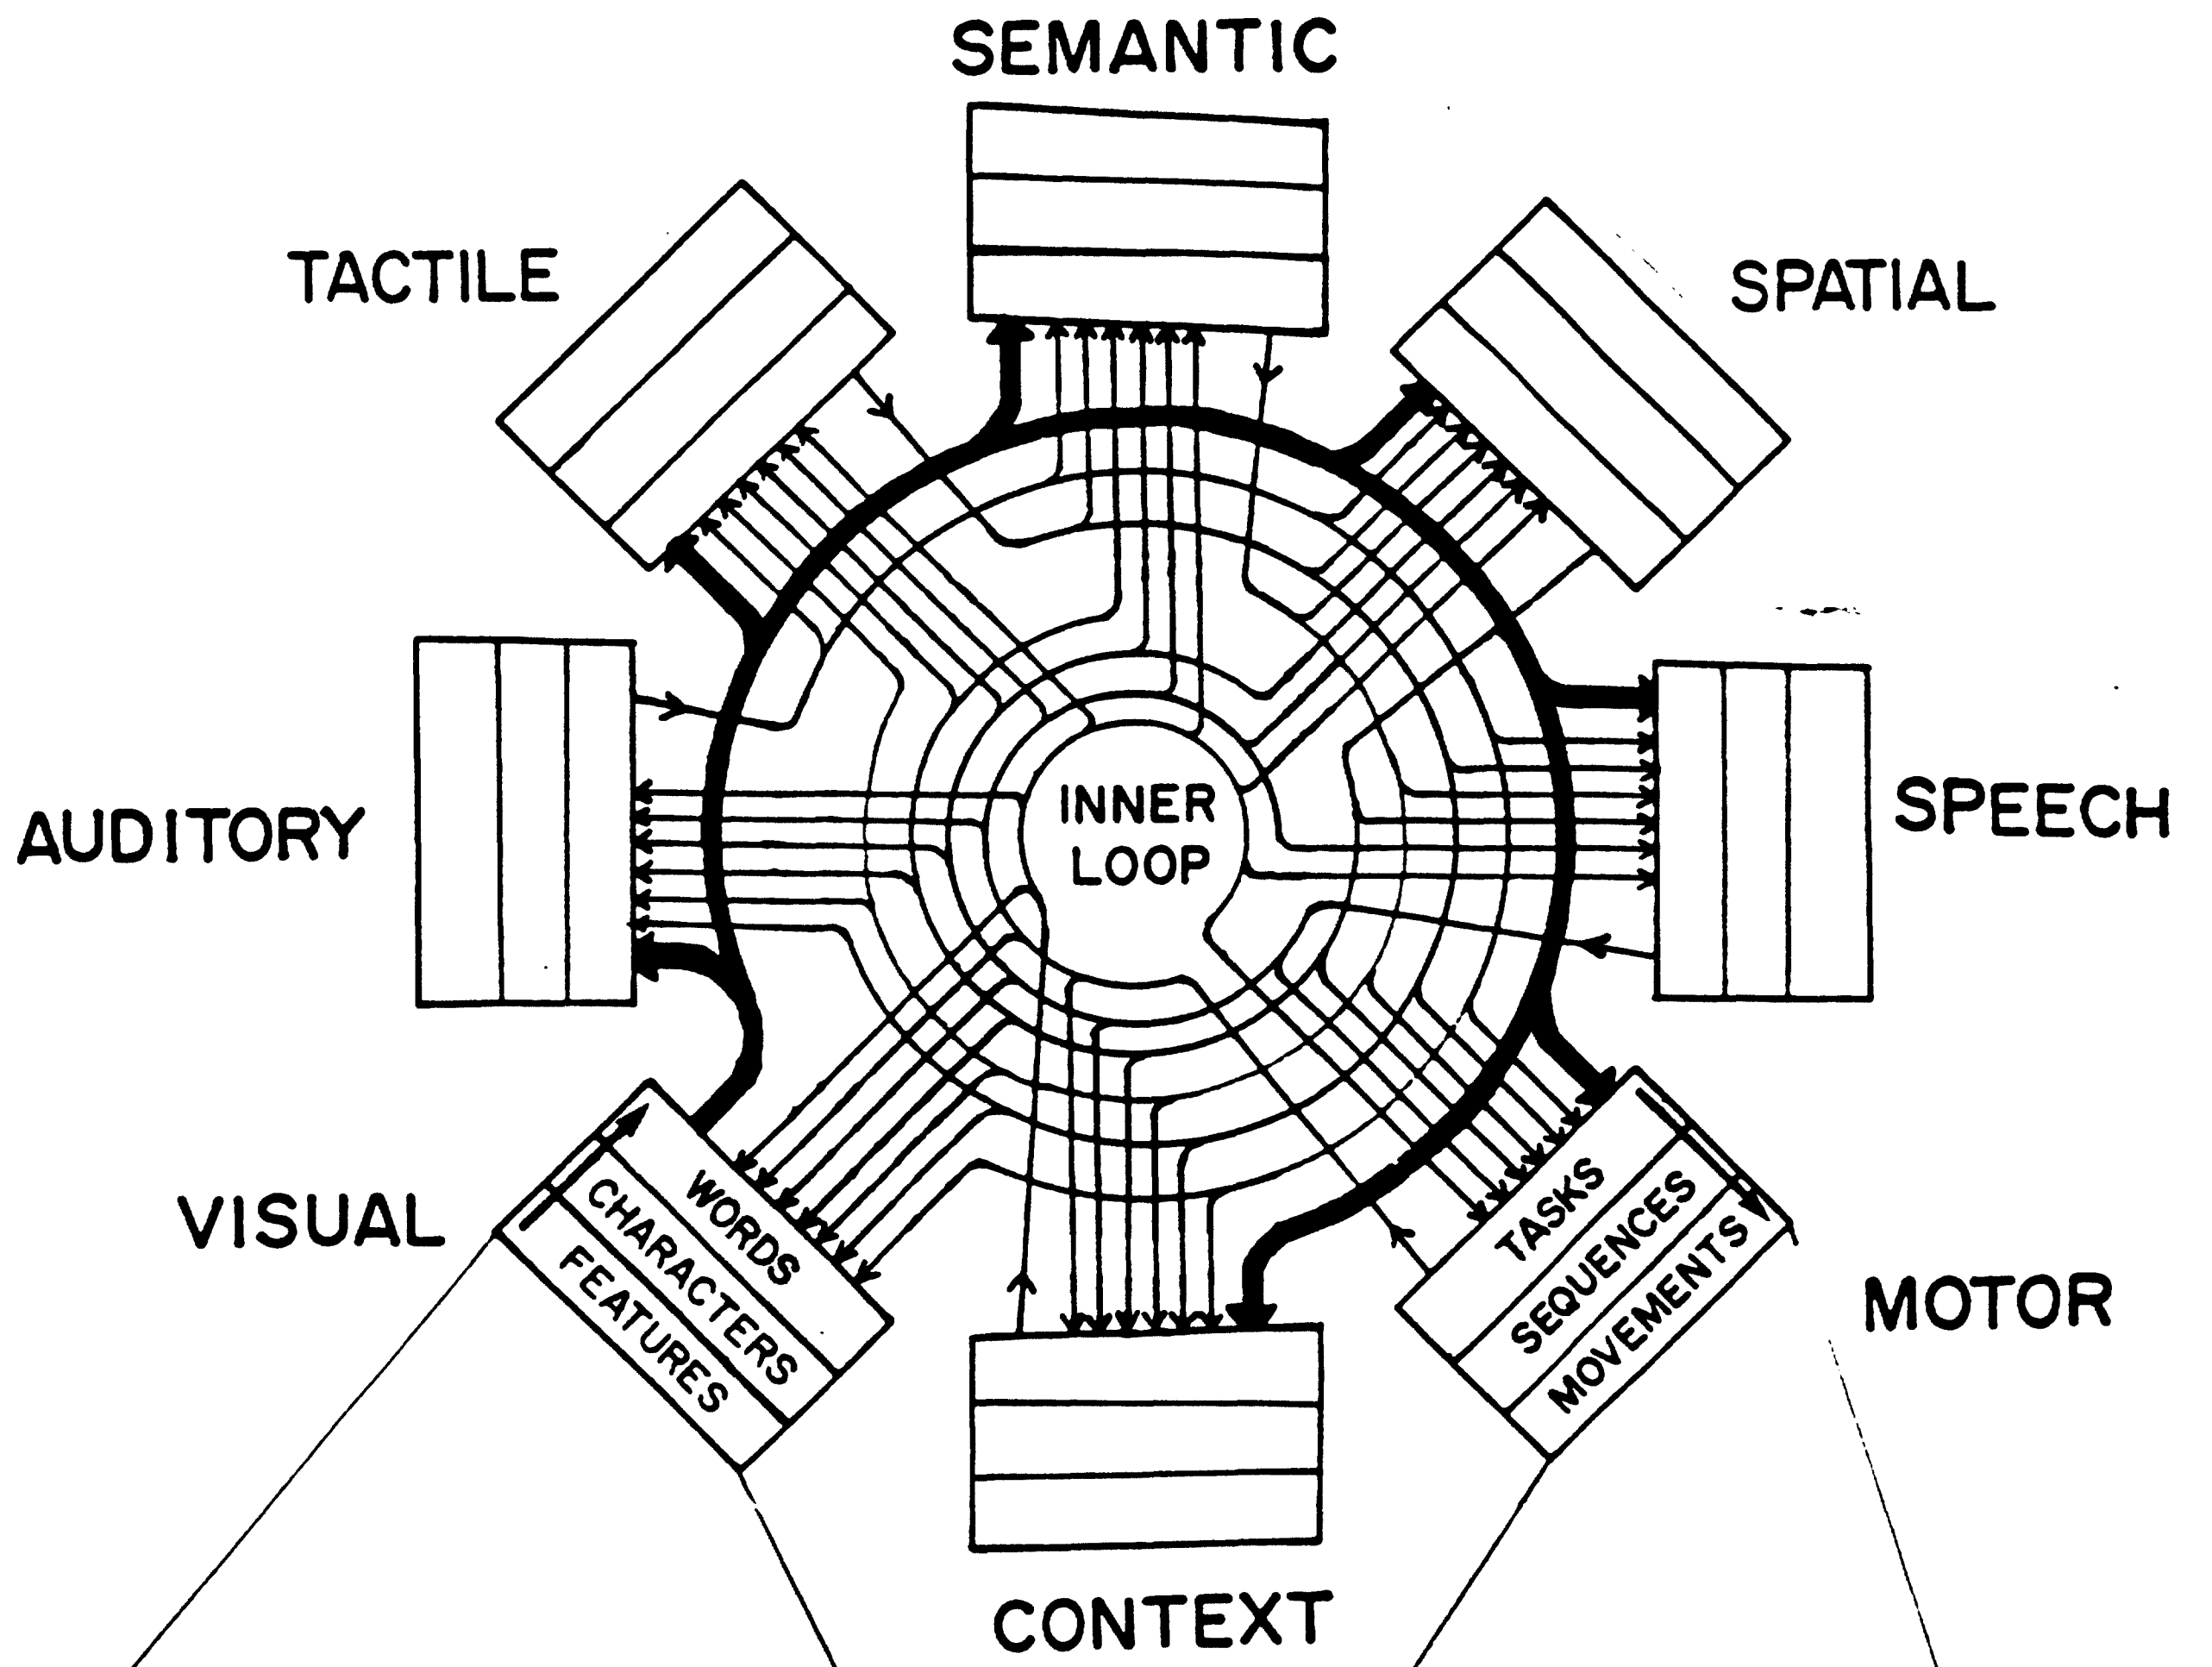 SEMANTIC
TACTILE
SPATIAL
INNER
LOOP
AUDITORY
SPEECH
VISUAL
WORDS
CHARACTERS
FEATURES
TASKS
SEQUENCES
MOVEMENTS
MOTOR
CONTEXT